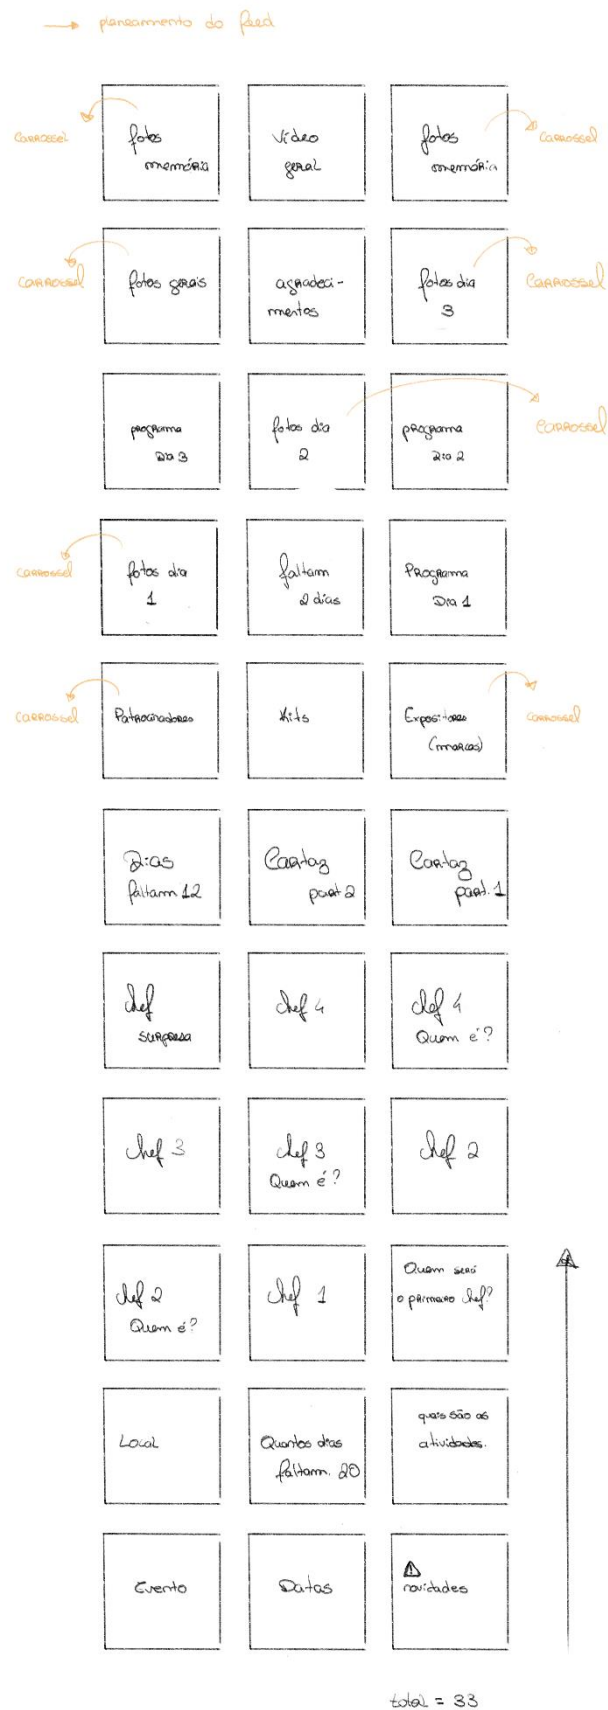 → planeamento do feed
Carrossel
fotos
memória
vídeo
geral
fotos
memória
Carrossel
Carrossel
fotos gerais
agradeci-
mentos
fotos dia
3
Carrossel
programa
Dia 3
fotos dia
2
programa
Dia 2
Carrossel
Carrossel
fotos dia
1
faltam
2 dias
Programa
Dia 1
Carrossel
Patrocinadores
Kits
Expositores
(marcas)
Carrossel
Dias
faltam 12
Cartaz
part 2
Cartaz
part. 1
chef
surpresa
chef 4
chef 4
Quem é?
chef 3
chef 3
Quem é?
chef 2
chef 2
Quem é?
chef 1
Quem será
o primeiro chef?
Local
Quantos dias
faltam. 20
quais são as
atividades.
Evento
Datas
⚠
novidades
total = 33